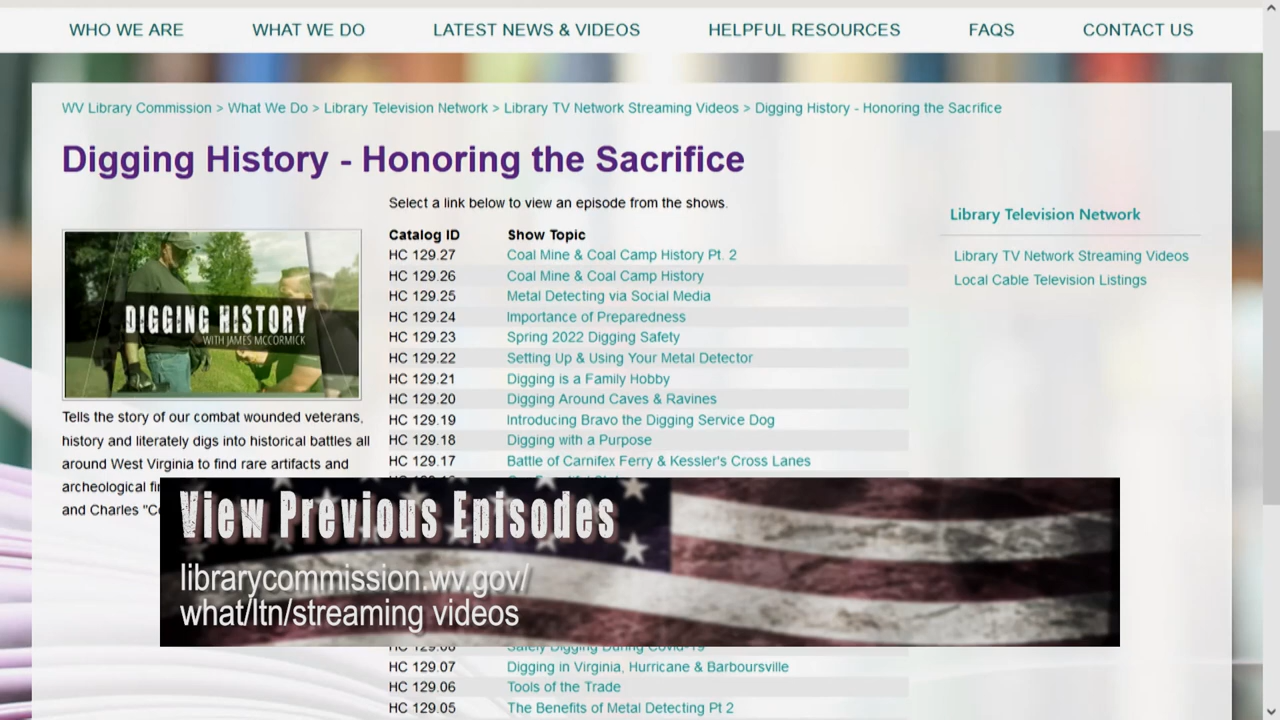 WHO WE ARE WHAT WE DO LATEST NEWS & VIDEOS HELPFUL RESOURCES FAQS CONTACT US
WV Library Commission > What We Do > Library Television Network > Library TV Network Streaming Videos > Digging History - Honoring the Sacrifice
Digging History - Honoring the Sacrifice
DIGGING HISTORY
WITH JAMES MCCORMICK
Tells the story of our combat wounded veterans,
history and literately digs into historical battles all
around West Virginia to find rare artifacts and
archeological
and Charles
Select a link below to view an episode from the shows.
Catalog ID Show Topic
HC 129.27 Coal Mine & Coal Camp History Pt. 2
HC 129.26 Coal Mine & Coal Camp History
HC 129.25 Metal Detecting via Social Media
HC 129.24 Importance of Preparedness
HC 129.23 Spring 2022 Digging Safety
HC 129.22 Setting Up & Using Your Metal Detector
HC 129.21 Digging is a Family Hobby
HC 129.20 Digging Around Caves & Ravines
HC 129.19 Introducing Bravo the Digging Service Dog
HC 129.18 Digging with a Purpose
HC 129.17 Battle of Carnifex Ferry & Kessler's Cross Lanes
View Previous Episodes
librarycommission.wv.gov/
what/ltn/streaming videos
Safely Digging During Covid-19
HC 129.07 Digging in Virginia, Hurricane & Barboursville
HC 129.06 Tools of the Trade
HC 129.05 The Benefits of Metal Detecting Pt 2
Library Television Network
Library TV Network Streaming Videos
Local Cable Television Listings